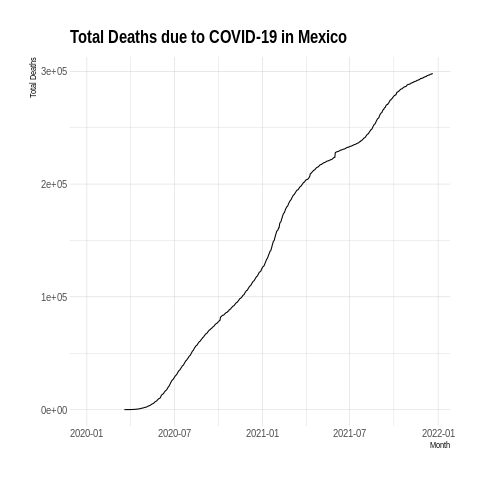 Total Deaths due to COVID-19 in Mexico
Total Deaths
3e+05
2e+05
1e+05
0e+00
2020-01 2020-07 2021-01 2021-07 2022-01
Month